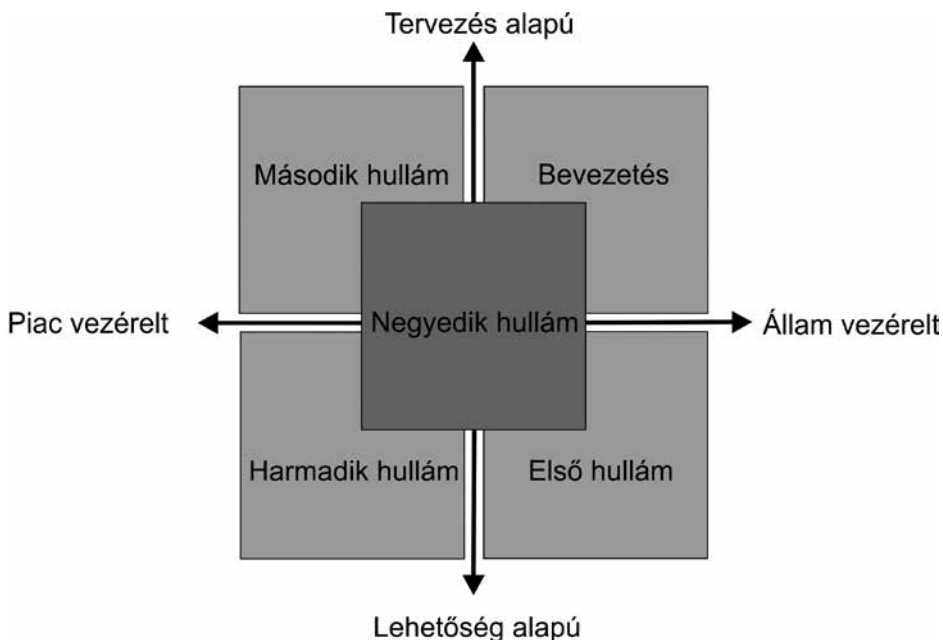 Tervezés alapú
Második hullám
Bevezetés
Piac vezérelt
Negyedik hullám
Állam vezérelt
Harmadik hullám
Első hullám
Lehetőség alapú